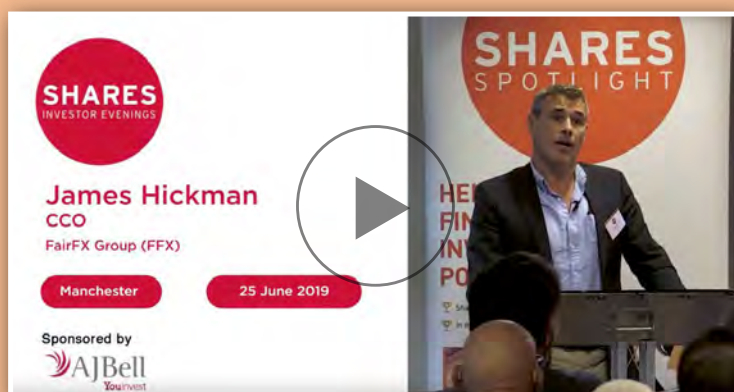 SHARES
INVESTOR EVENINGS
James Hickman
CCO
FairFX Group (FFX)
Manchester
25 June 2019
Sponsored by
AJBell
Youinvest
SHARES
SPOTLIGHT